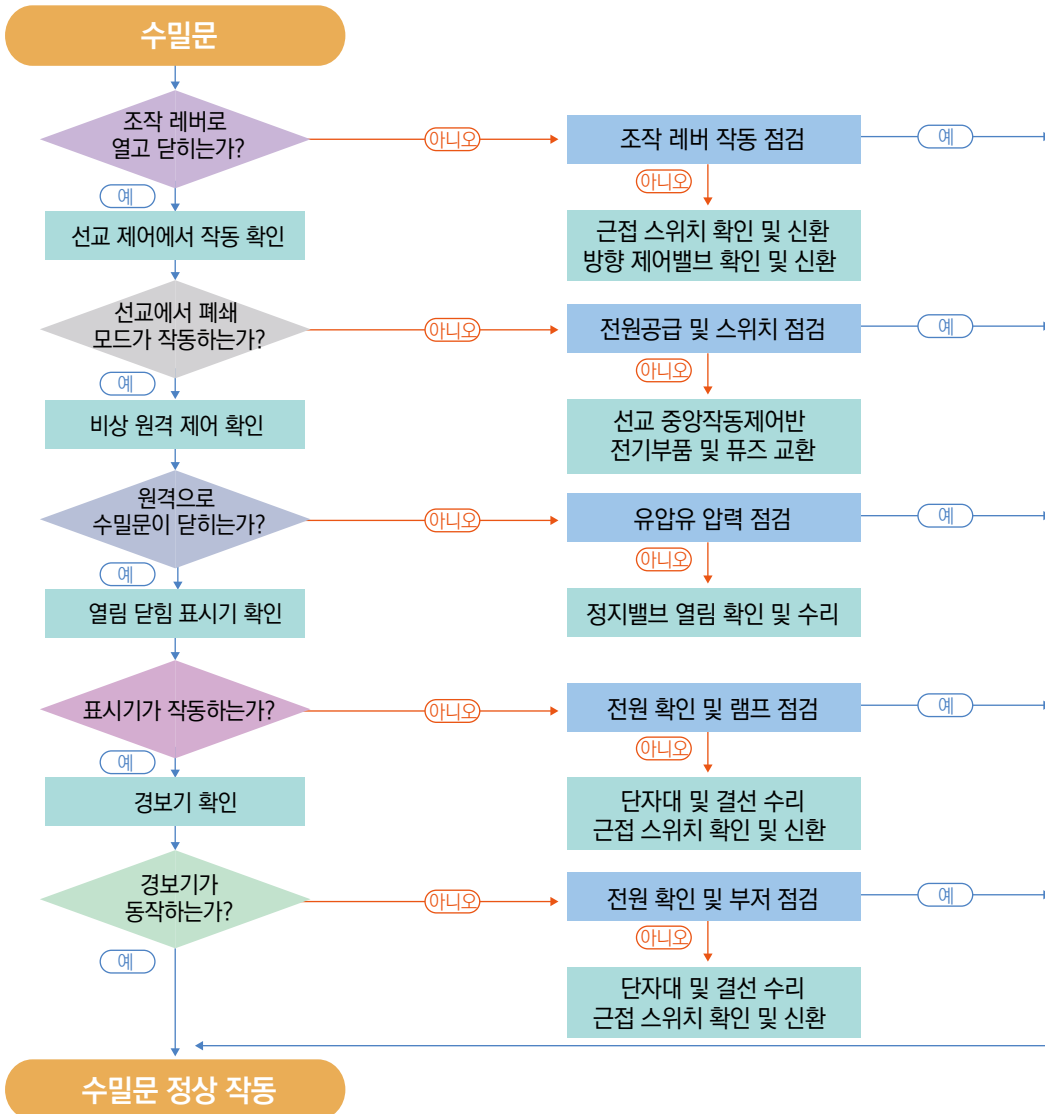 수밀문
조작 레버로
열고 닫히는가?
아니오
조작 레버 작동 점검
예
아니오
예
선교 제어에서 작동 확인
근접 스위치 확인 및 신환
방향 제어밸브 확인 및 신환
선교에서 폐쇄
모드가 작동하는가?
아니오
전원공급 및 스위치 점검
예
아니오
예
비상 원격 제어 확인
선교 중앙작동제어반
전기부품 및 퓨즈 교환
원격으로
수밀문이 닫히는가?
아니오
유압유 압력 점검
예
아니오
예
열림 닫힘 표시기 확인
정지밸브 열림 확인 및 수리
표시기가 작동하는가?
아니오
전원 확인 및 램프 점검
예
아니오
예
경보기 확인
단자대 및 결선 수리
근접 스위치 확인 및 신환
경보기가
동작하는가?
아니오
전원 확인 및 부저 점검
예
아니오
예
단자대 및 결선 수리
근접 스위치 확인 및 신환
수밀문 정상 작동